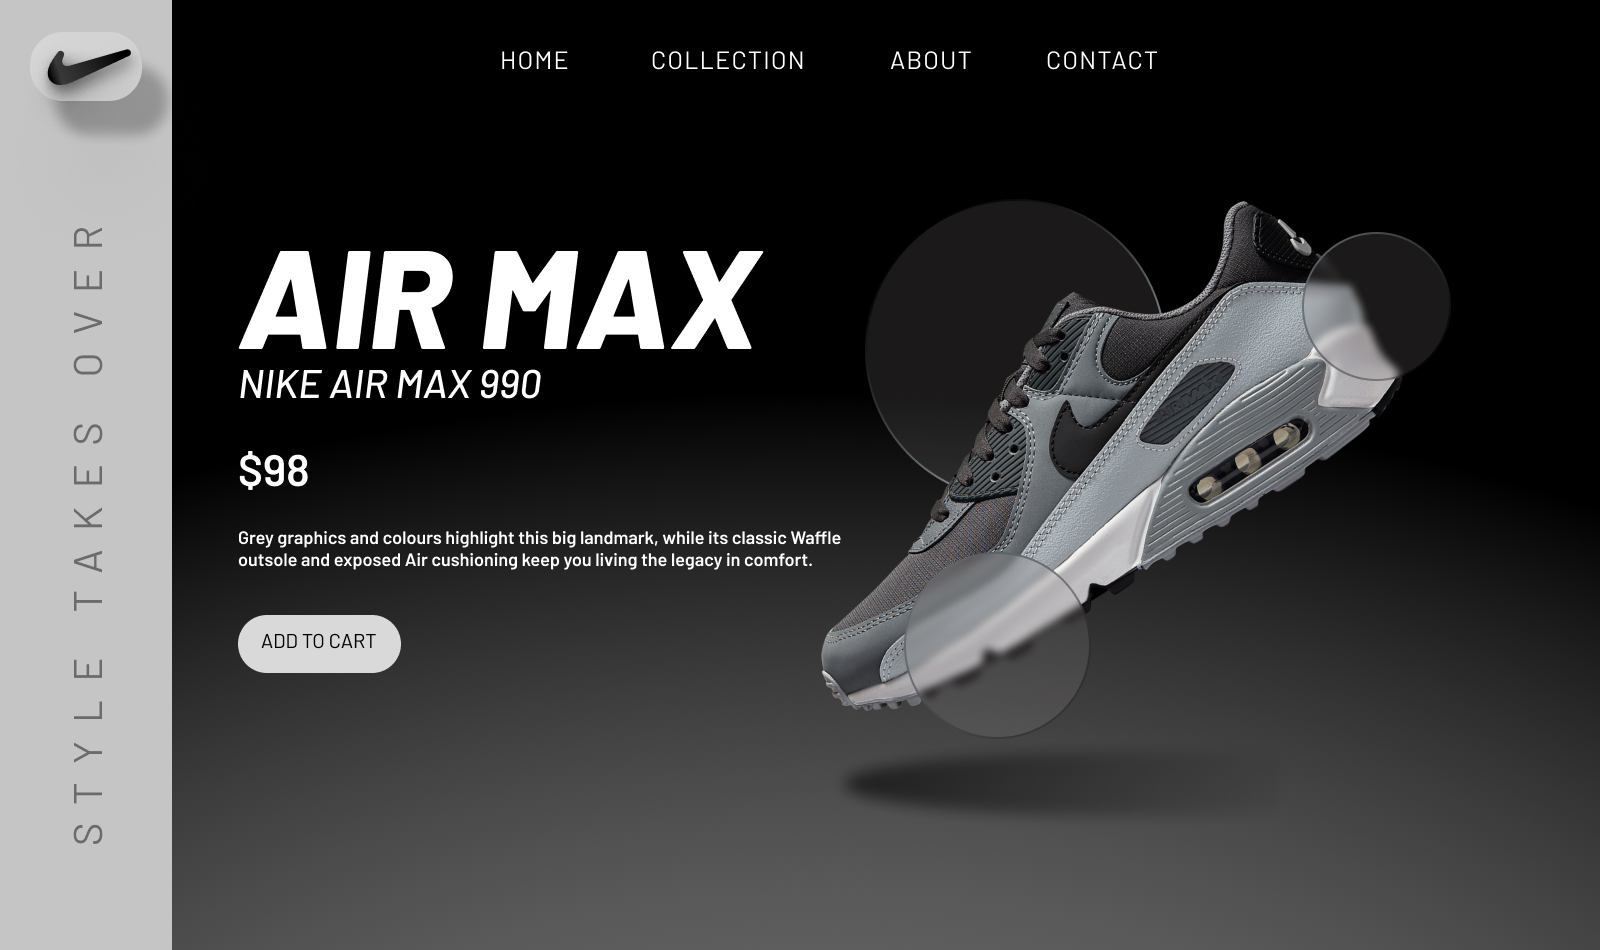 HOME COLLECTION ABOUT CONTACT
STYLE TAKES OVER
AIR MAX
NIKE AIR MAX 990
$98
Grey graphics and colours highlight this big landmark, while its classic Waffle
outsole and exposed Air cushioning keep you living the legacy in comfort.
ADD TO CART